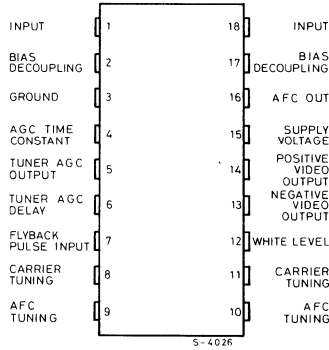 INPUT 1 18 INPUT
BIAS DECOUPLING 2 17 BIAS DECOUPLING
GROUND 3 16 AFC OUT
AGC TIME CONSTANT 4 15 SUPPLY VOLTAGE
TUNER AGC OUTPUT 5 14 POSITIVE VIDEO OUTPUT
TUNER AGC DELAY 6 13 NEGATIVE VIDEO OUTPUT
FLYBACK PULSE INPUT 7 12 WHITE LEVEL
CARRIER TUNING 8 11 CARRIER TUNING
AFC TUNING 9 10 AFC TUNING
S-4026